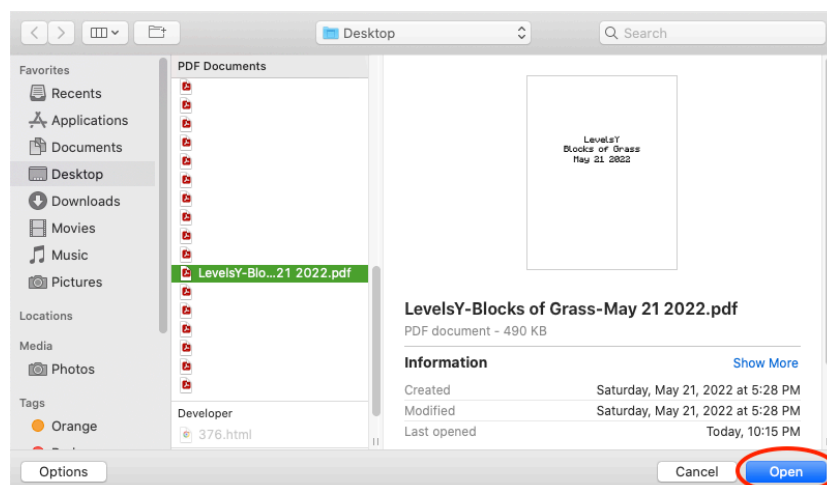 Desktop
Search
Favorites
Recents
Applications
Documents
Desktop
Downloads
Movies
Music
Pictures
Locations
Media
Photos
Tags
Orange
PDF Documents
LevelsY-Blo...21 2022.pdf
Developer
376.html
LevelsY
Blocks of Grass
May 21 2022
LevelsY-Blocks of Grass-May 21 2022.pdf
PDF document - 490 KB
Information Show More
Created Saturday, May 21, 2022 at 5:28 PM
Modified Saturday, May 21, 2022 at 5:28 PM
Last opened Today, 10:15 PM
Options Cancel Open